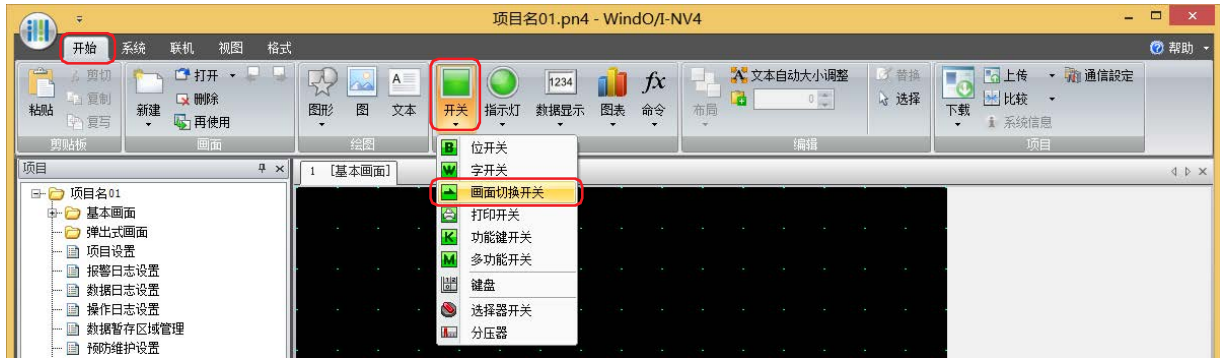 项目名01.pn4 - WindO/I-NV4
开始 系统 联机 视图 格式 帮助
粘贴 剪切 复制 复写 剪贴板
新建 打开 删除 再使用 画面
图形 图 文本 绘图
开关 指示灯 数据显示 图表 命令
1234 fx
布局 文本自动大小调整 0 替换 选择 编辑
下载 上传 比较 系统信息 通信設定 项目
项目
项目名01
基本画面
弹出式画面
项目设置
报警日志设置
数据日志设置
操作日志设置
数据暂存区域管理
预防维护设置
1 [基本画面]
B 位开关
W 字开关
画面切换开关
打印开关
K 功能键开关
M 多功能开关
键盘
选择器开关
分压器